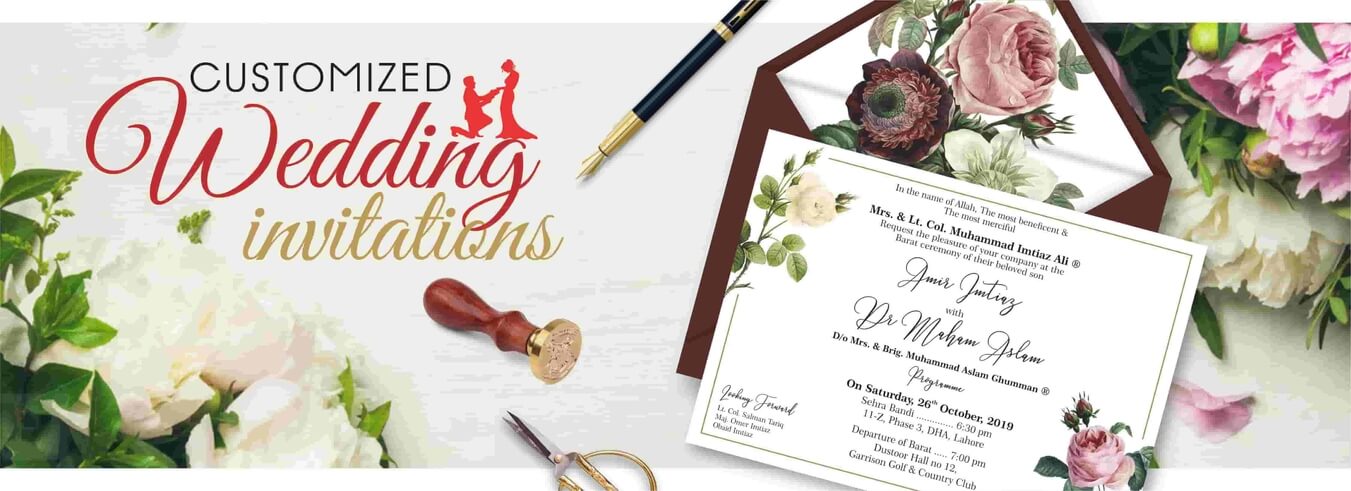 CUSTOMIZED
Wedding
invitations
In the name of Allah, The most beneficent &
The most merciful
Mrs. & Lt. Col. Muhammad Imtiaz Ali ®
Request the pleasure of your company at the
Barat ceremony of their beloved son
Amir Imtiaz
with
Dr Maham Aslam
D/o Mrs. & Brig. Muhammad Aslam Ghumman ®
Programme
On Saturday, 26th October, 2019
Sehra Bandi .............. 6:30 pm
11-Z, Phase 3, DHA, Lahore
Departure of Barat ..... 7:00 pm
Dustoor Hall no 12,
Garrison Golf & Country Club
Looking Forward
Lt. Col. Salman Tariq
Maj. Omer Imtiaz
Obaid Imtiaz